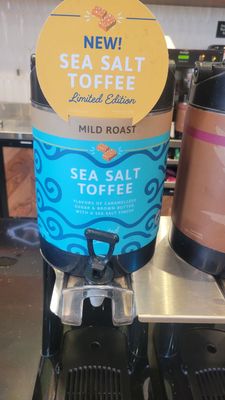 NEW!
SEA SALT
TOFFEE
Limited Edition
MILD ROAST
SEA SALT
TOFFEE
FLAVORS OF CARAMELIZED
SUGAR & BROWN BUTTER
WITH A SEA SALT FINISH